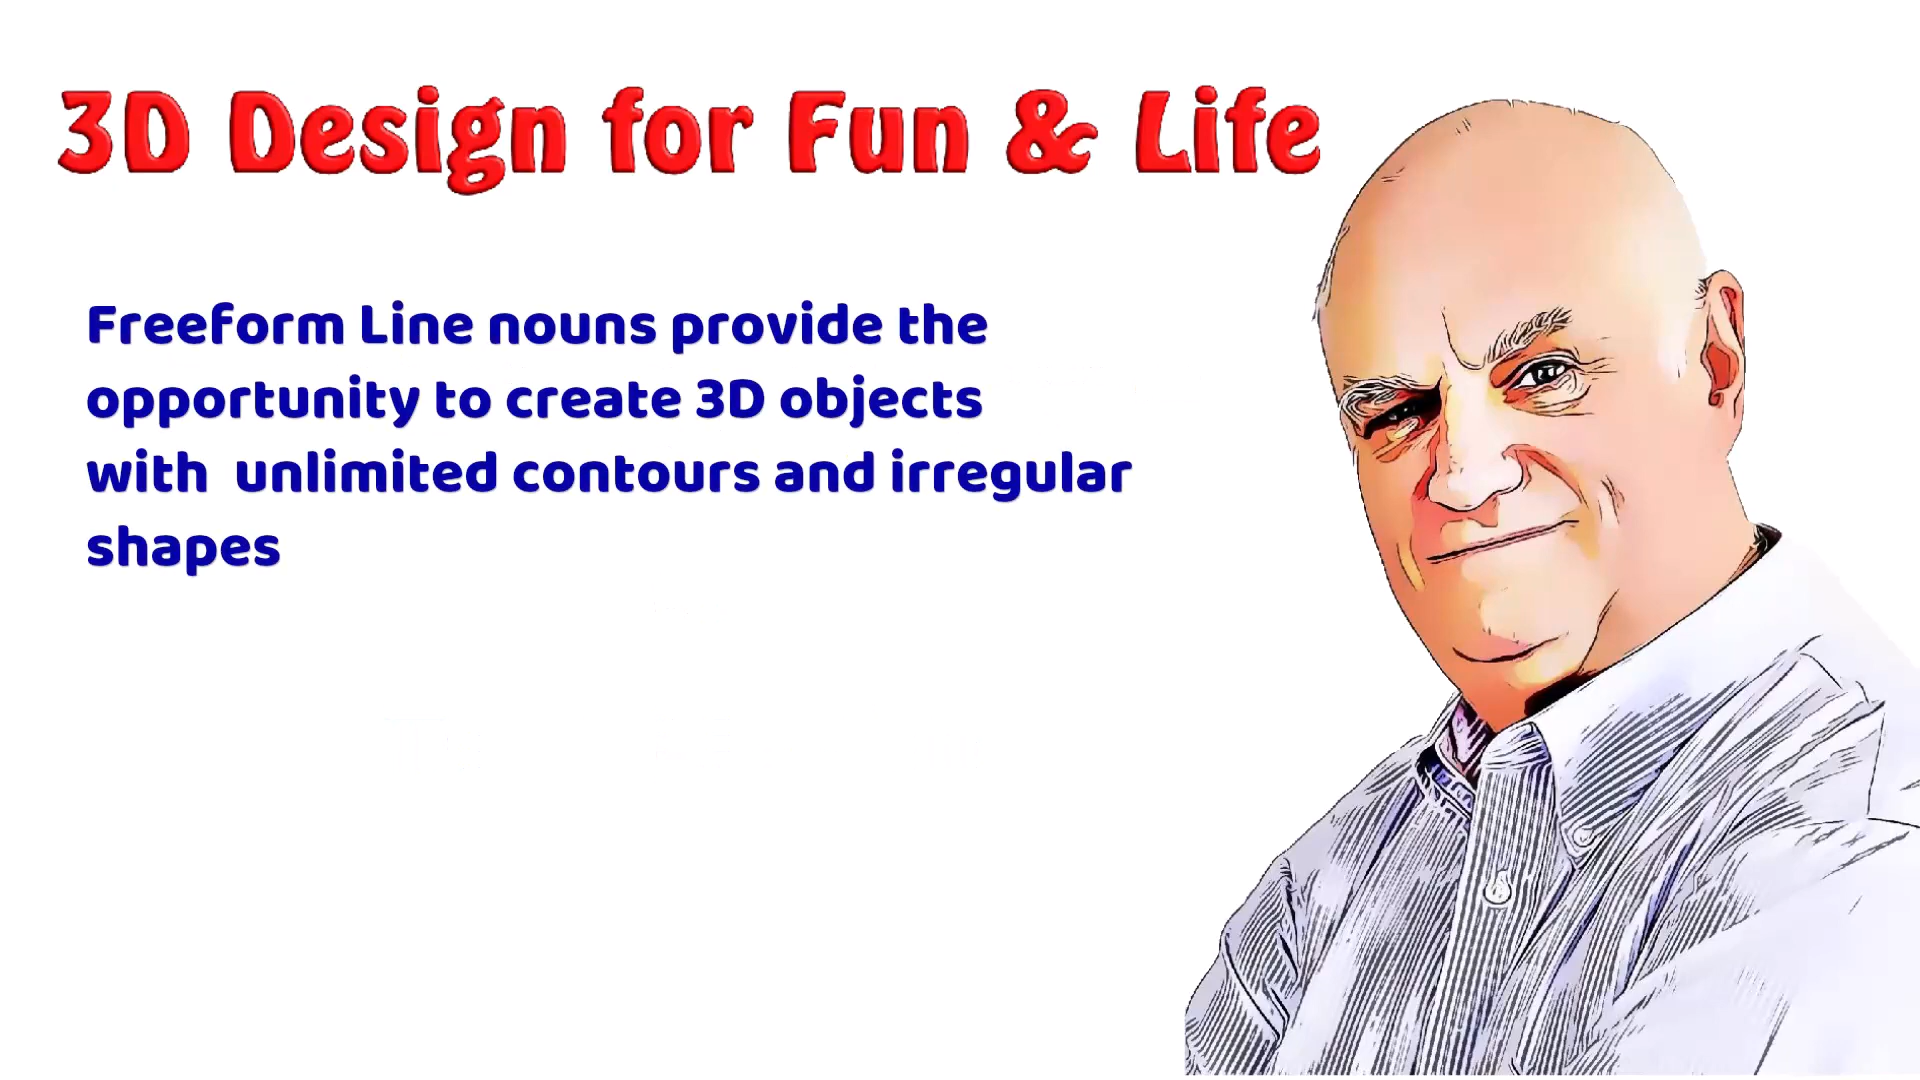 3D Design for Fun & Life
Freeform Line nouns provide the
opportunity to create 3D objects
with  unlimited contours and irregular
shapes